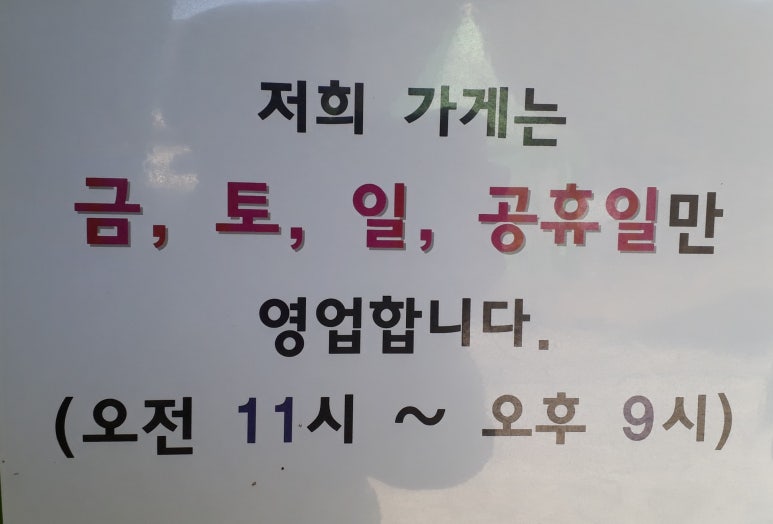 저희 가게는
금, 토, 일, 공휴일만
영업합니다.
(오전 11시 ~ 오후 9시)